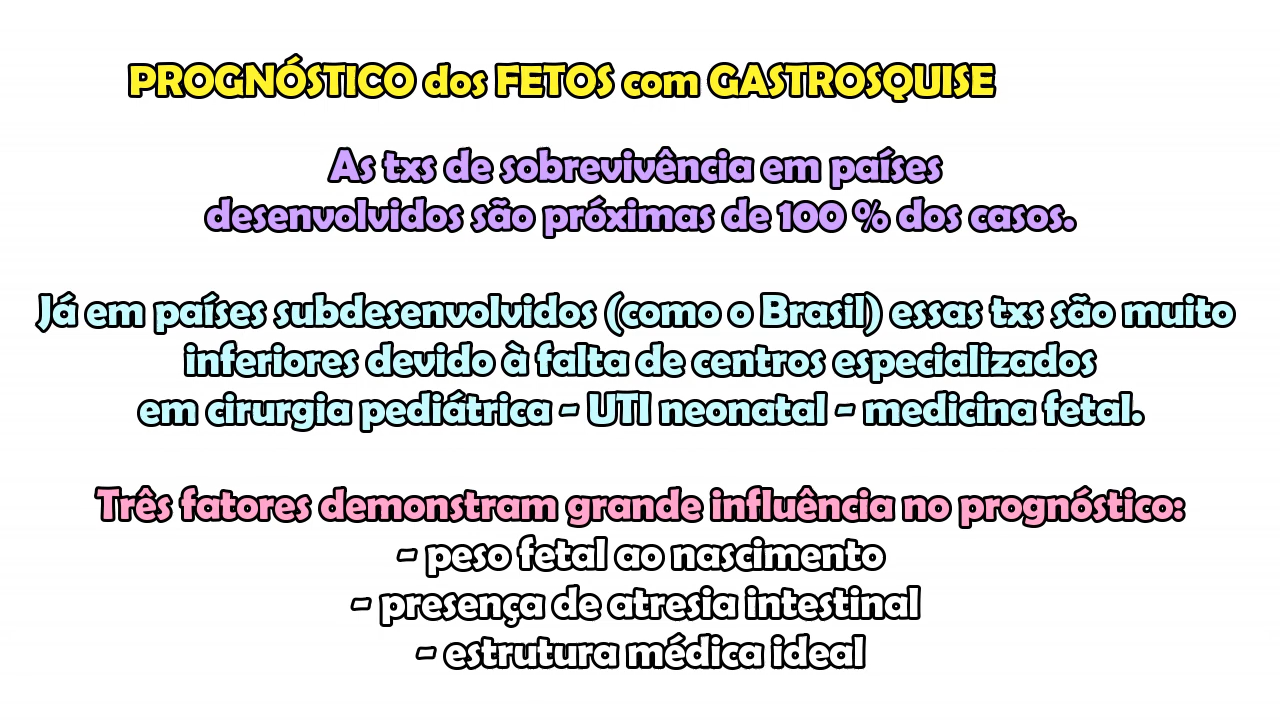 PROGNÓSTICO dos FETOS com GASTROSQUISE
As txs de sobrevivência em países
desenvolvidos são próximas de 100 % dos casos.
Já em países subdesenvolvidos (como o Brasil) essas txs são muito
inferiores devido à falta de centros especializados
em cirurgia pediátrica - UTI neonatal - medicina fetal.
Três fatores demonstram grande influência no prognóstico:
- peso fetal ao nascimento
- presença de atresia intestinal
- estrutura médica ideal